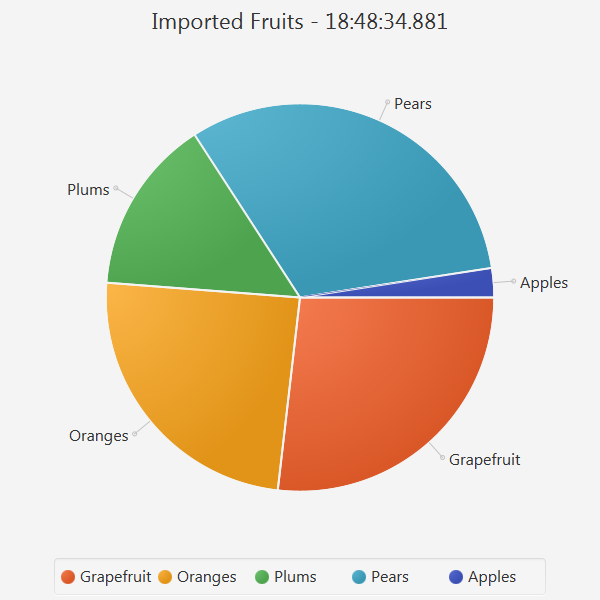 Imported Fruits - 18:48:34.881
Pears
Plums
Apples
Oranges
Grapefruit
Grapefruit Oranges Plums Pears Apples